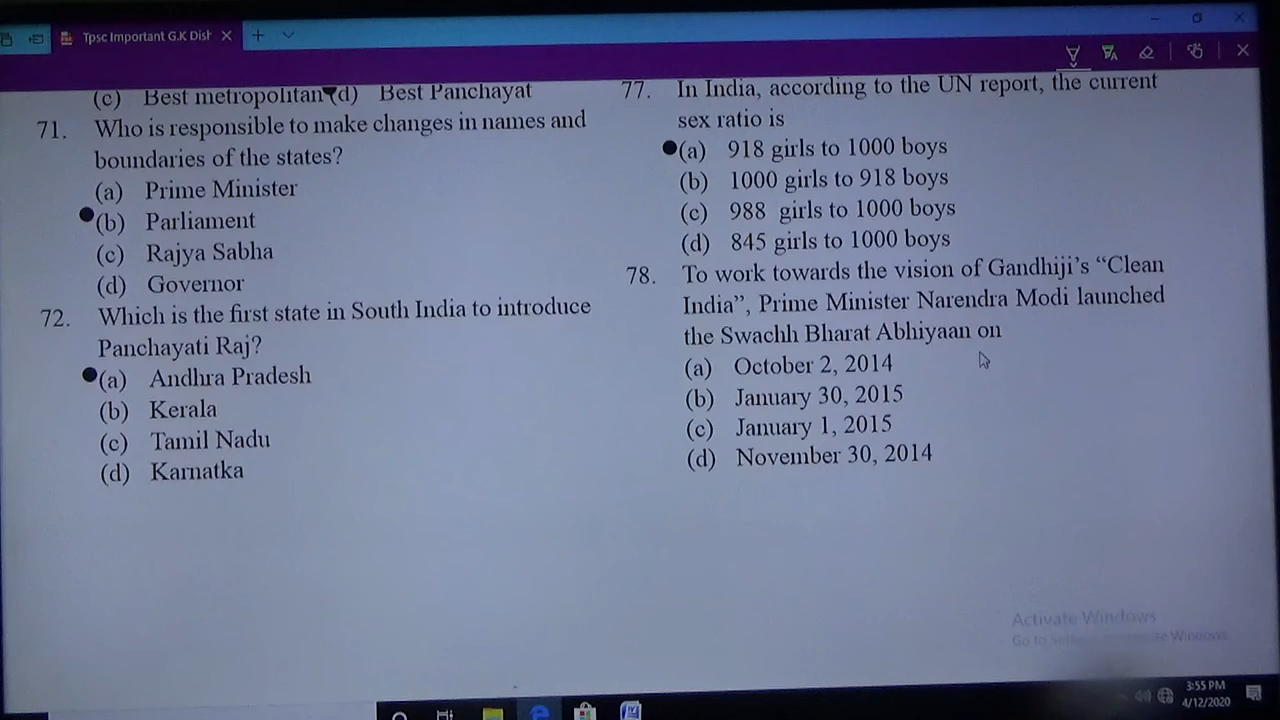 Tpsc Important G.K Dist
(c) Best metropolitan (d) Best Panchayat
71. Who is responsible to make changes in names and
boundaries of the states?
(a) Prime Minister
(b) Parliament
(c) Rajya Sabha
(d) Governor
72. Which is the first state in South India to introduce
Panchayati Raj?
(a) Andhra Pradesh
(b) Kerala
(c) Tamil Nadu
(d) Karnatka
77. In India, according to the UN report, the current
sex ratio is
(a) 918 girls to 1000 boys
(b) 1000 girls to 918 boys
(c) 988 girls to 1000 boys
(d) 845 girls to 1000 boys
78. To work towards the vision of Gandhiji's “Clean
India”, Prime Minister Narendra Modi launched
the Swachh Bharat Abhiyaan on
(a) October 2, 2014
(b) January 30, 2015
(c) January 1, 2015
(d) November 30, 2014
Activate Windows
Go to Windows
3:55 PM
4/12/2020